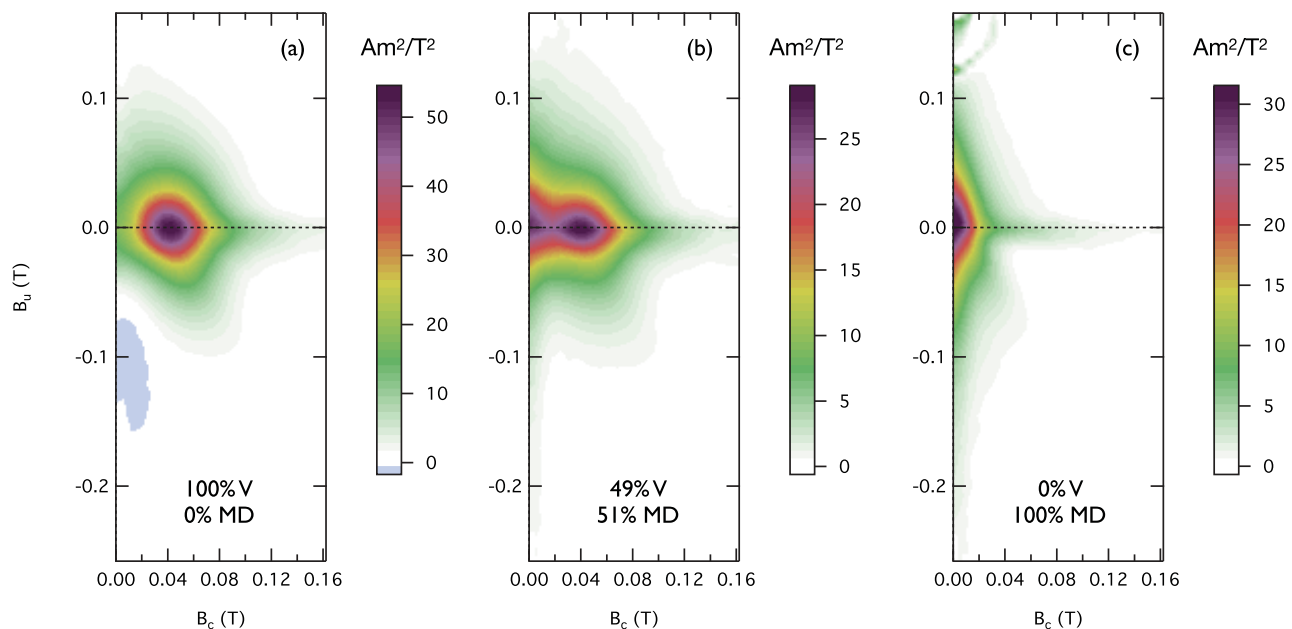 (a)
Am²/T²
(b)
Am²/T²
(c)
Am²/T²
0.1
0.0
-0.1
-0.2
Bᵤ (T)
50
40
30
20
10
0
100% V
0% MD
0.00 0.04 0.08 0.12 0.16
B꜀ (T)
0.1
0.0
-0.1
-0.2
25
20
15
10
5
0
49% V
51% MD
0.00 0.04 0.08 0.12 0.16
B꜀ (T)
0.1
0.0
-0.1
-0.2
30
25
20
15
10
5
0
0% V
100% MD
0.00 0.04 0.08 0.12 0.16
B꜀ (T)